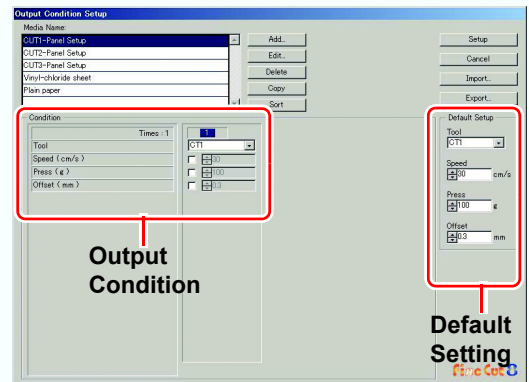 Output Condition Setup
Media Name:
CUT1-Panel Setup
CUT2-Panel Setup
CUT3-Panel Setup
Vinyl-chloride sheet
Plain paper
Add..
Edit..
Delete
Copy
Sort
Setup
Cancel
Import..
Export..
Condition
Times : 1
1
Tool
CT1
Speed ( cm/s )
30
Press ( g )
100
Offset ( mm )
0.3
Default Setup
Tool
CT1
Speed
30 cm/s
Press
100 g
Offset
0.3 mm
Output
Condition
Default
Setting
Fine Cut 8